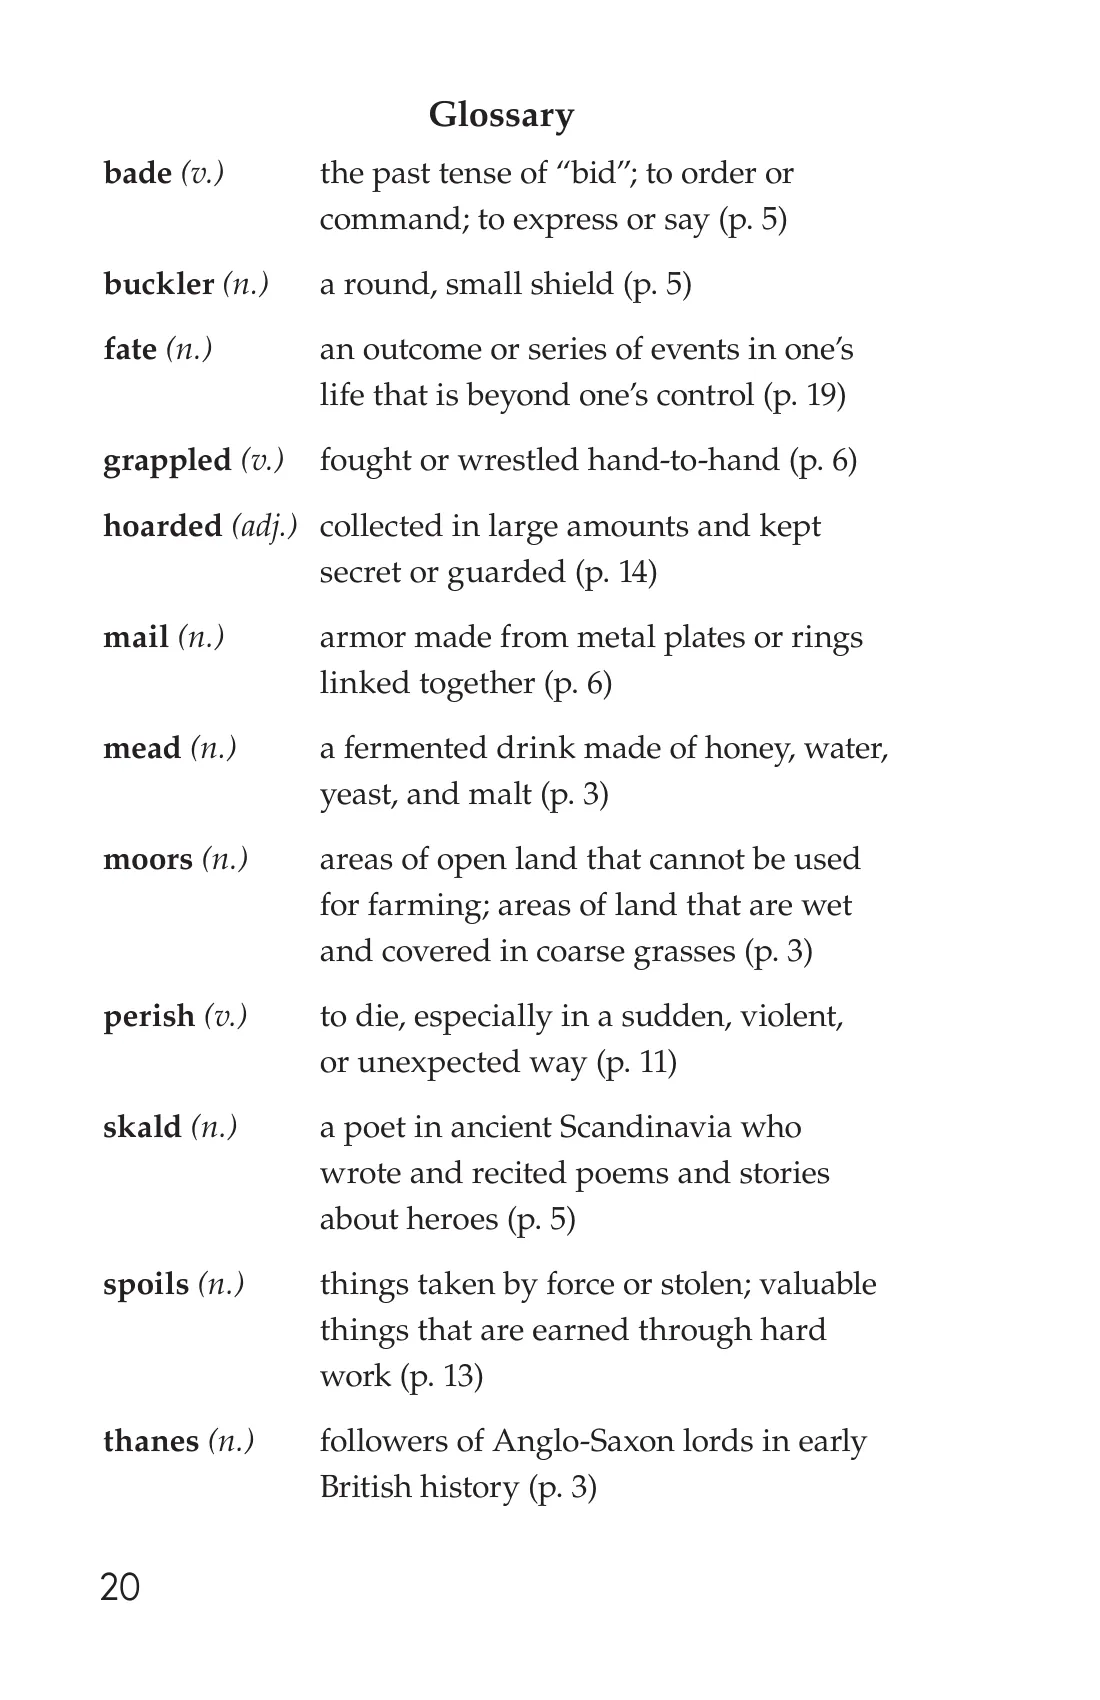 Glossary
bade (v.) the past tense of “bid”; to order or
command; to express or say (p. 5)
buckler (n.) a round, small shield (p. 5)
fate (n.) an outcome or series of events in one’s
life that is beyond one’s control (p. 19)
grappled (v.) fought or wrestled hand-to-hand (p. 6)
hoarded (adj.) collected in large amounts and kept
secret or guarded (p. 14)
mail (n.) armor made from metal plates or rings
linked together (p. 6)
mead (n.) a fermented drink made of honey, water,
yeast, and malt (p. 3)
moors (n.) areas of open land that cannot be used
for farming; areas of land that are wet
and covered in coarse grasses (p. 3)
perish (v.) to die, especially in a sudden, violent,
or unexpected way (p. 11)
skald (n.) a poet in ancient Scandinavia who
wrote and recited poems and stories
about heroes (p. 5)
spoils (n.) things taken by force or stolen; valuable
things that are earned through hard
work (p. 13)
thanes (n.) followers of Anglo-Saxon lords in early
British history (p. 3)
20